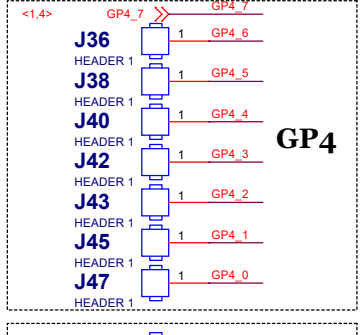 <1,4> GP4_7 GP4_7
J36 1 GP4_6
HEADER 1
J38 1 GP4_5
HEADER 1
J40 1 GP4_4
HEADER 1
GP4
J42 1 GP4_3
HEADER 1
J43 1 GP4_2
HEADER 1
J45 1 GP4_1
HEADER 1
J47 1 GP4_0
HEADER 1